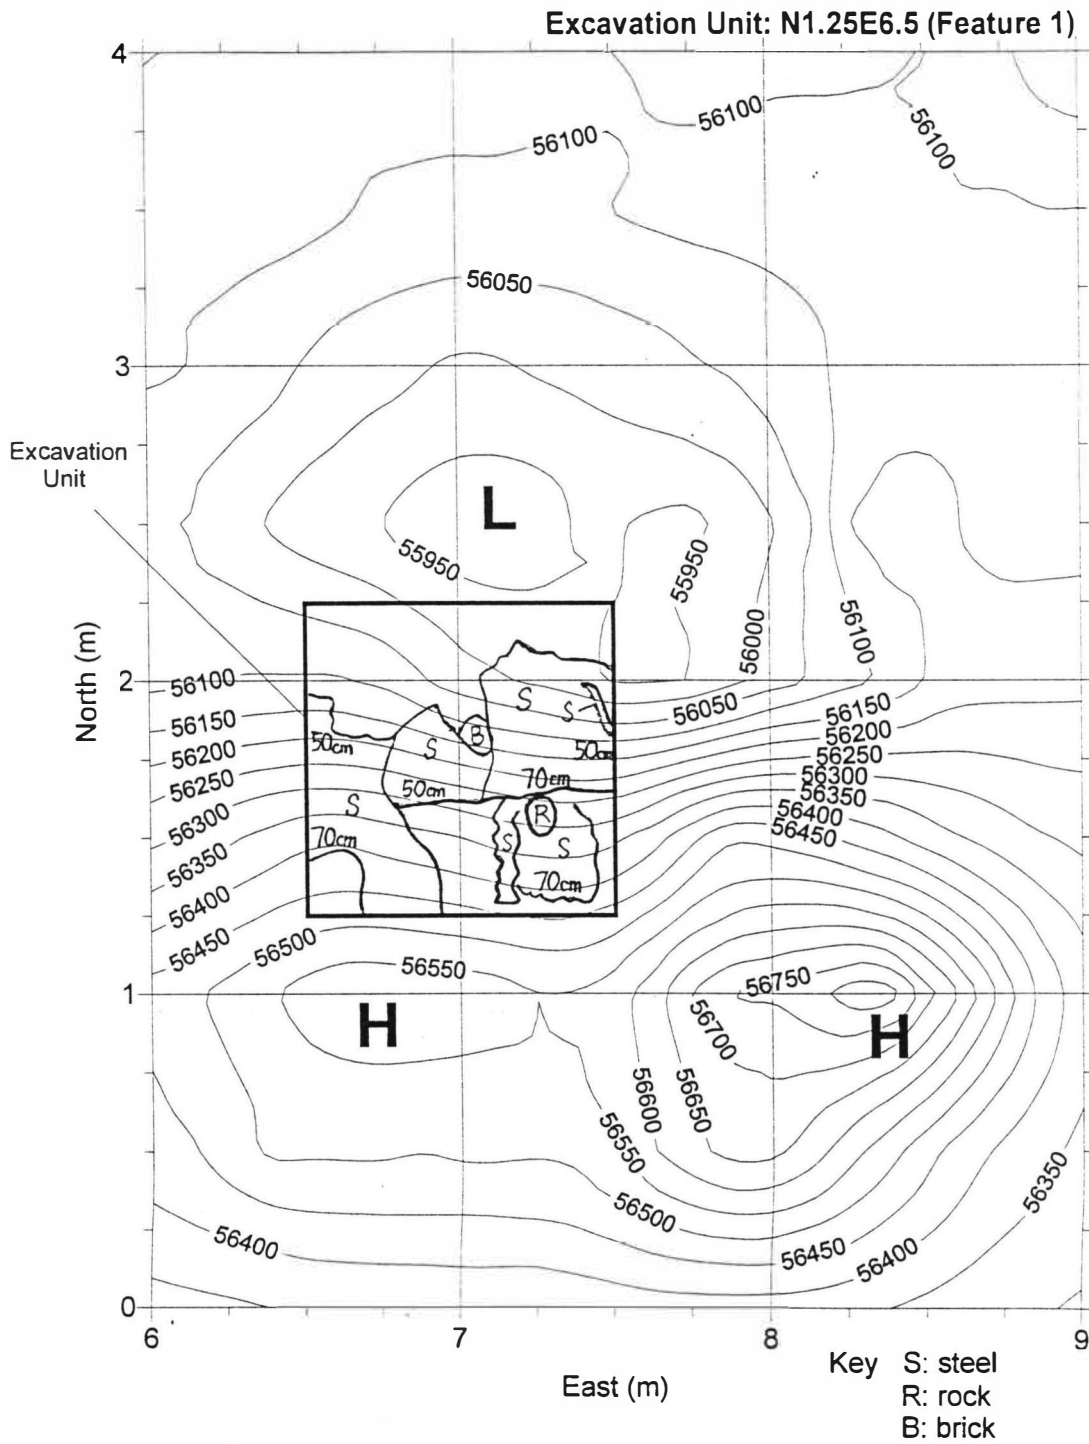 Excavation Unit: N1.25E6.5 (Feature 1)
4
56100
56100
56100
56050
3
Excavation
Unit
L
55950
55950
56000
56100
2
56100
56150
56200
56250
56300
56350
56400
56450
56050
56150
56200
56250
56300
56350
56400
56450
S
S
B
S
50cm
50cm
50cm
70cm
S
70cm
R
S
S
70cm
North (m)
56500
56550
56750
1
H
H
56700
56600
56650
56550
56500
56350
56400
56450
56400
0
6
7
8
9
East (m)
Key S: steel
R: rock
B: brick